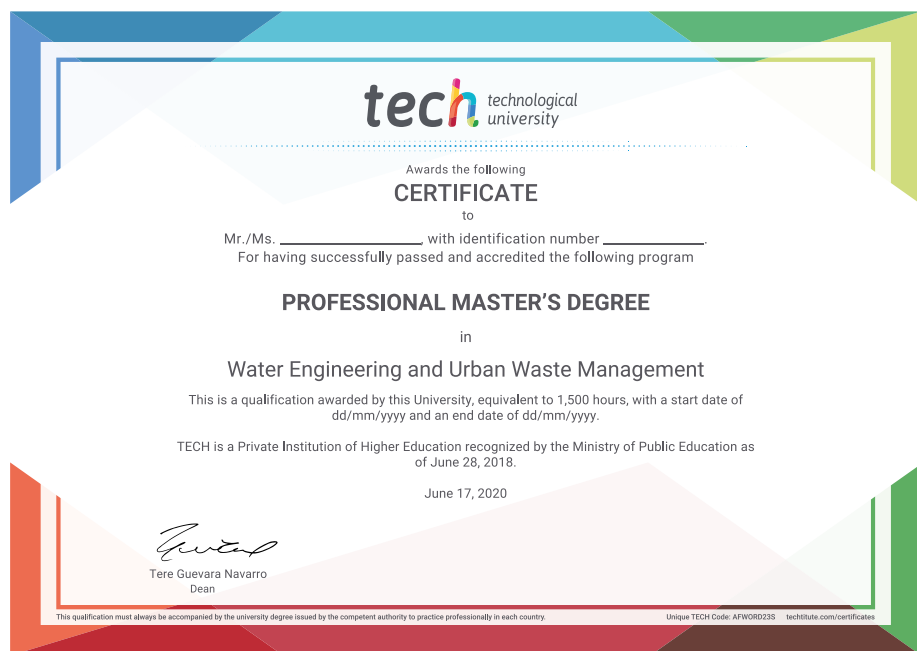 tech technological
university
Awards the following
CERTIFICATE
to
Mr./Ms. ____________________, with identification number ______________.
For having successfully passed and accredited the following program
PROFESSIONAL MASTER'S DEGREE
in
Water Engineering and Urban Waste Management
This is a qualification awarded by this University, equivalent to 1,500 hours, with a start date of
dd/mm/yyyy and an end date of dd/mm/yyyy.
TECH is a Private Institution of Higher Education recognized by the Ministry of Public Education as
of June 28, 2018.
June 17, 2020
Tere Guevara Navarro
Dean
This qualification must always be accompanied by the university degree issued by the competent authority to practice professionally in each country.
Unique TECH Code: AFWORD23S techtitute.com/certificates